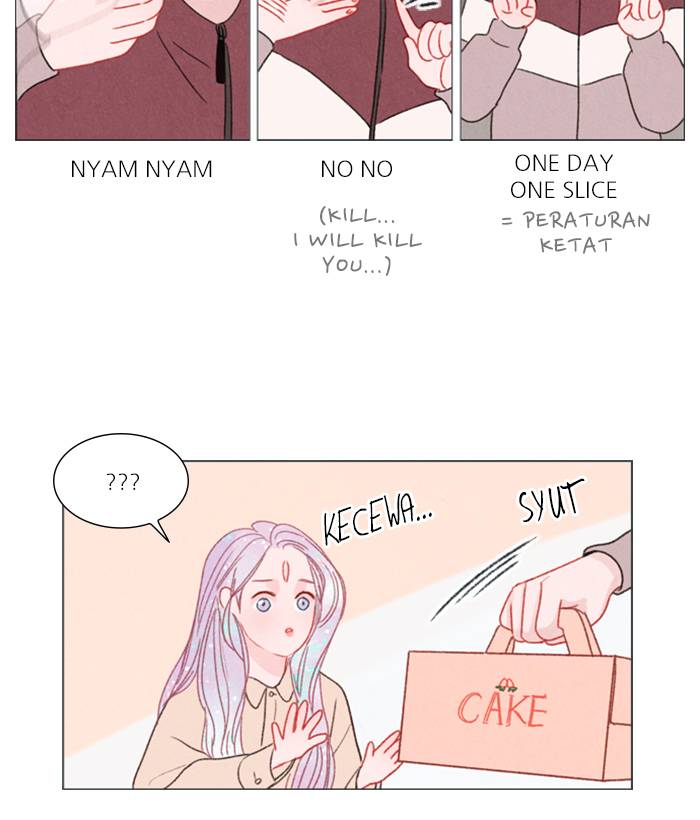 NYAM NYAM
NO NO
(KILL...
I WILL KILL
YOU...)
ONE DAY
ONE SLICE
= PERATURAN
KETAT
???
KECEWA...
SYUT
CAKE